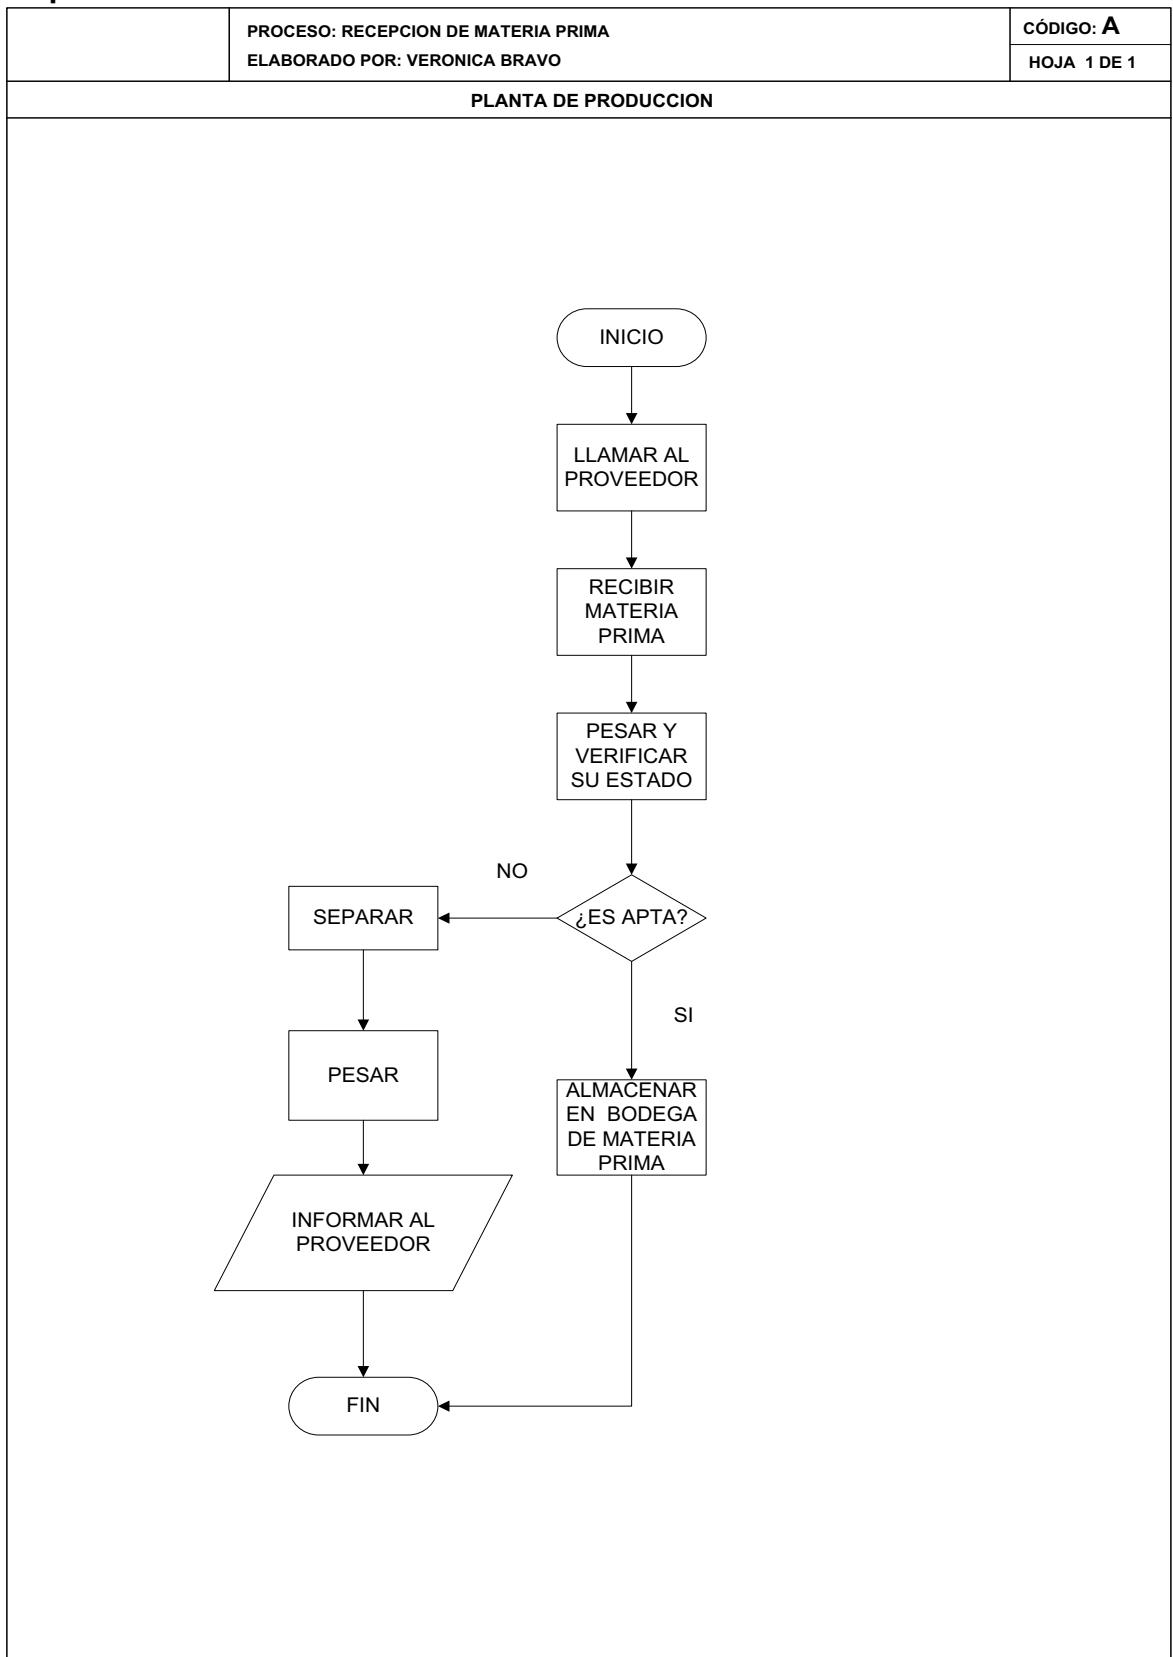 PROCESO: RECEPCION DE MATERIA PRIMA
ELABORADO POR: VERONICA BRAVO
CÓDIGO: A
HOJA 1 DE 1
PLANTA DE PRODUCCION
INICIO
LLAMAR AL
PROVEEDOR
RECIBIR
MATERIA
PRIMA
PESAR Y
VERIFICAR
SU ESTADO
NO
SEPARAR
¿ES APTA?
SI
PESAR
ALMACENAR
EN BODEGA
DE MATERIA
PRIMA
INFORMAR AL
PROVEEDOR
FIN